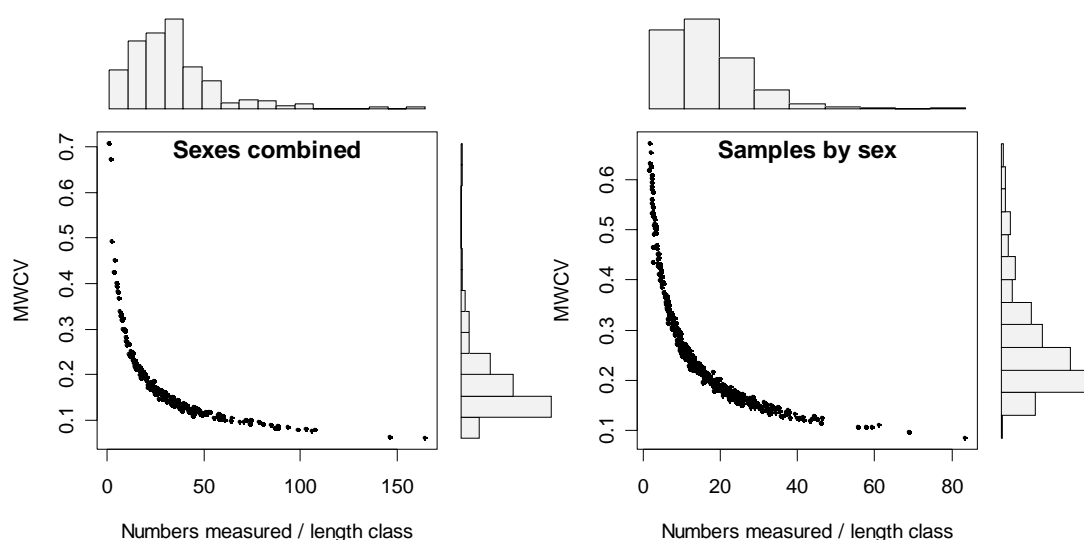 Sexes combined
MWCV
0.7
0.6
0.5
0.4
0.3
0.2
0.1
0 50 100 150
Numbers measured / length class
Samples by sex
MWCV
0.6
0.5
0.4
0.3
0.2
0.1
0 20 40 60 80
Numbers measured / length class